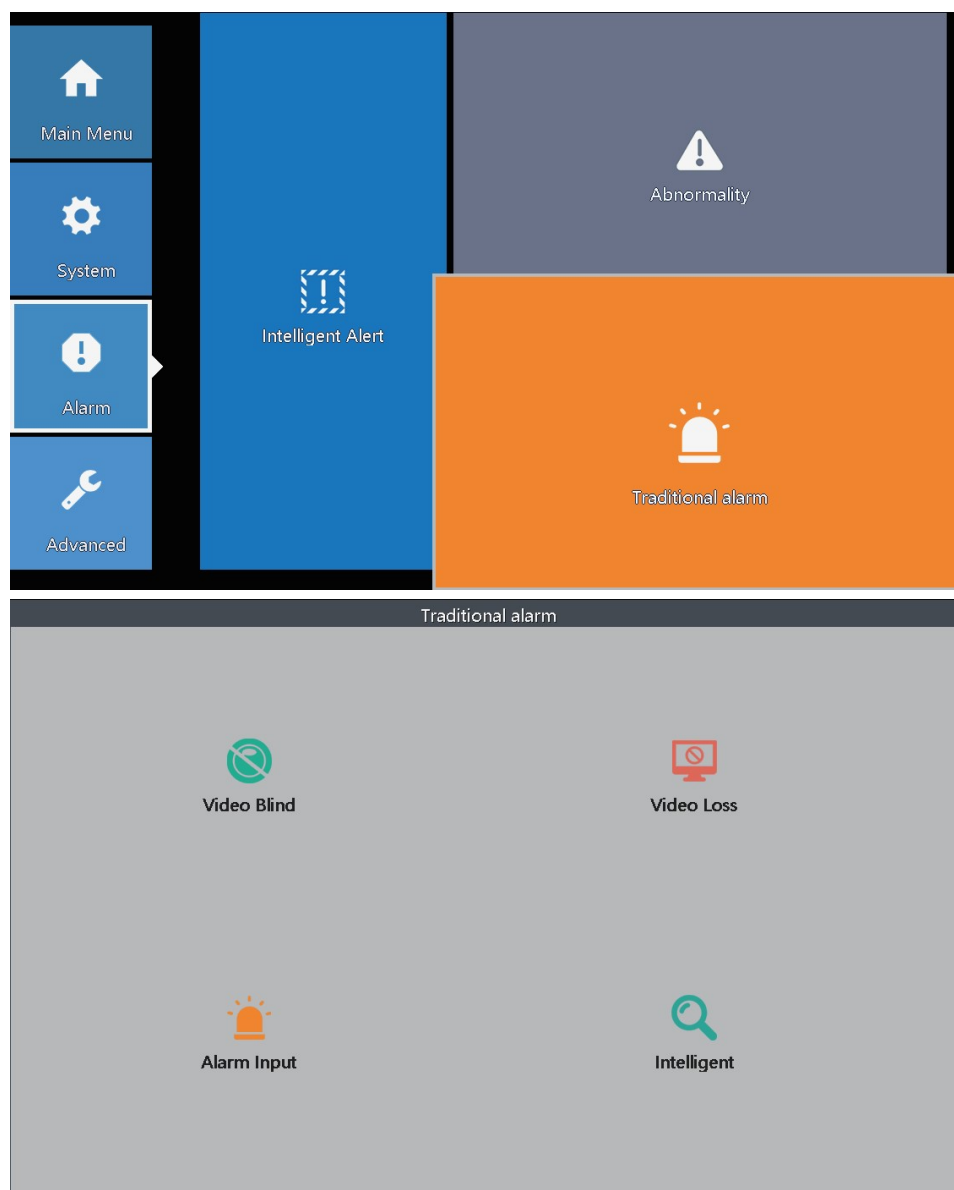 Main Menu
System
Alarm
Advanced
Intelligent Alert
Abnormality
Traditional alarm
Traditional alarm
Video Blind
Video Loss
Alarm Input
Intelligent